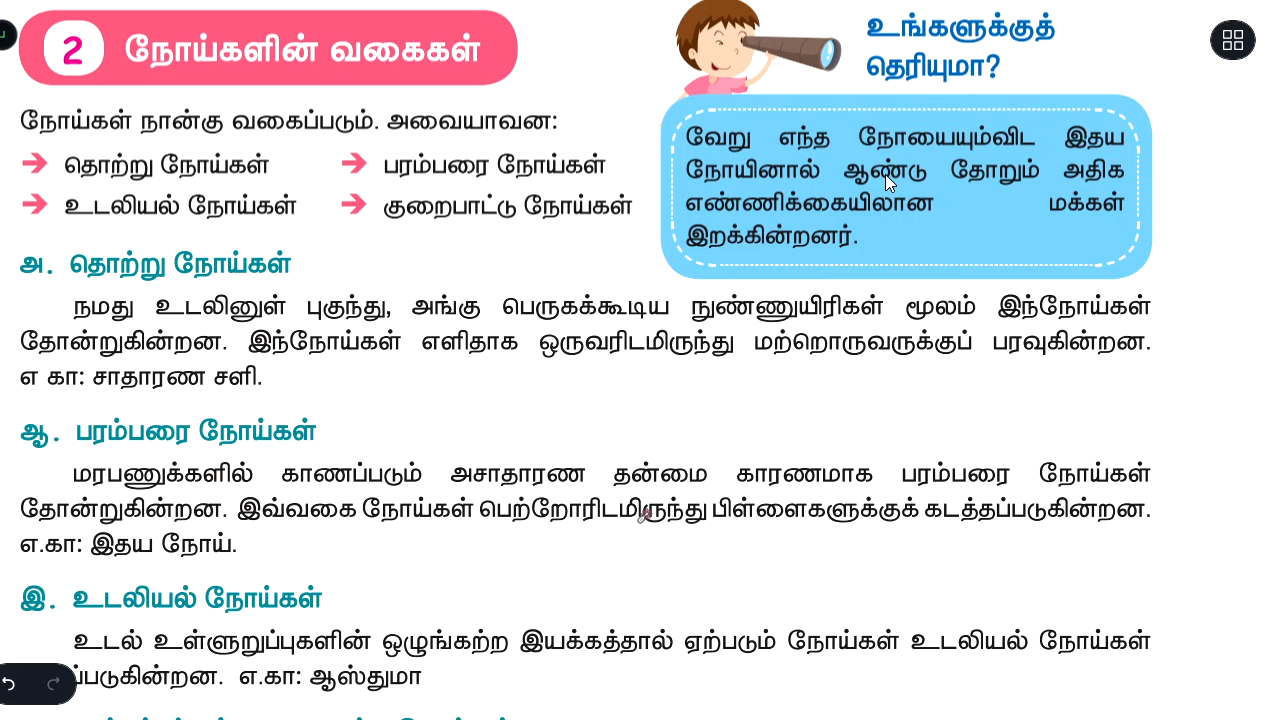 2 நோய்களின் வகைகள்
உங்களுக்குத்
தெரியுமா?
வேறு எந்த நோயையும்விட இதய
நோயினால் ஆண்டு தோறும் அதிக
எண்ணிக்கையிலான மக்கள்
இறக்கின்றனர்.
நோய்கள் நான்கு வகைப்படும். அவையாவன:
➔ தொற்று நோய்கள் ➔ பரம்பரை நோய்கள்
➔ உடலியல் நோய்கள் ➔ குறைபாட்டு நோய்கள்
அ. தொற்று நோய்கள்
நமது உடலினுள் புகுந்து, அங்கு பெருகக்கூடிய நுண்ணுயிரிகள் மூலம் இந்நோய்கள்
தோன்றுகின்றன. இந்நோய்கள் எளிதாக ஒருவரிடமிருந்து மற்றொருவருக்குப் பரவுகின்றன.
எ கா: சாதாரண சளி.
ஆ. பரம்பரை நோய்கள்
மரபணுக்களில் காணப்படும் அசாதாரண தன்மை காரணமாக பரம்பரை நோய்கள்
தோன்றுகின்றன. இவ்வகை நோய்கள் பெற்றோரிடமிருந்து பிள்ளைகளுக்குக் கடத்தப்படுகின்றன.
எ.கா: இதய நோய்.
இ. உடலியல் நோய்கள்
உடல் உள்ளுறுப்புகளின் ஒழுங்கற்ற இயக்கத்தால் ஏற்படும் நோய்கள் உடலியல் நோய்கள்
எ.கா: ஆஸ்துமா